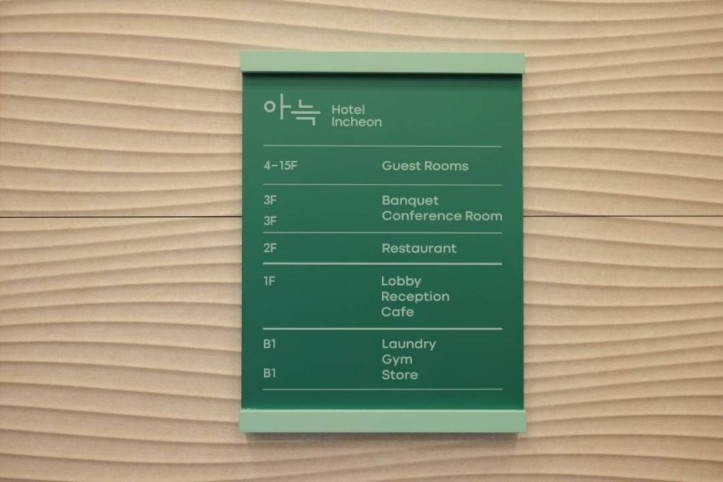 아늑 Hotel
Incheon
4-15F Guest Rooms
3F Banquet
3F Conference Room
2F Restaurant
1F Lobby
Reception
Cafe
B1 Laundry
Gym
B1 Store